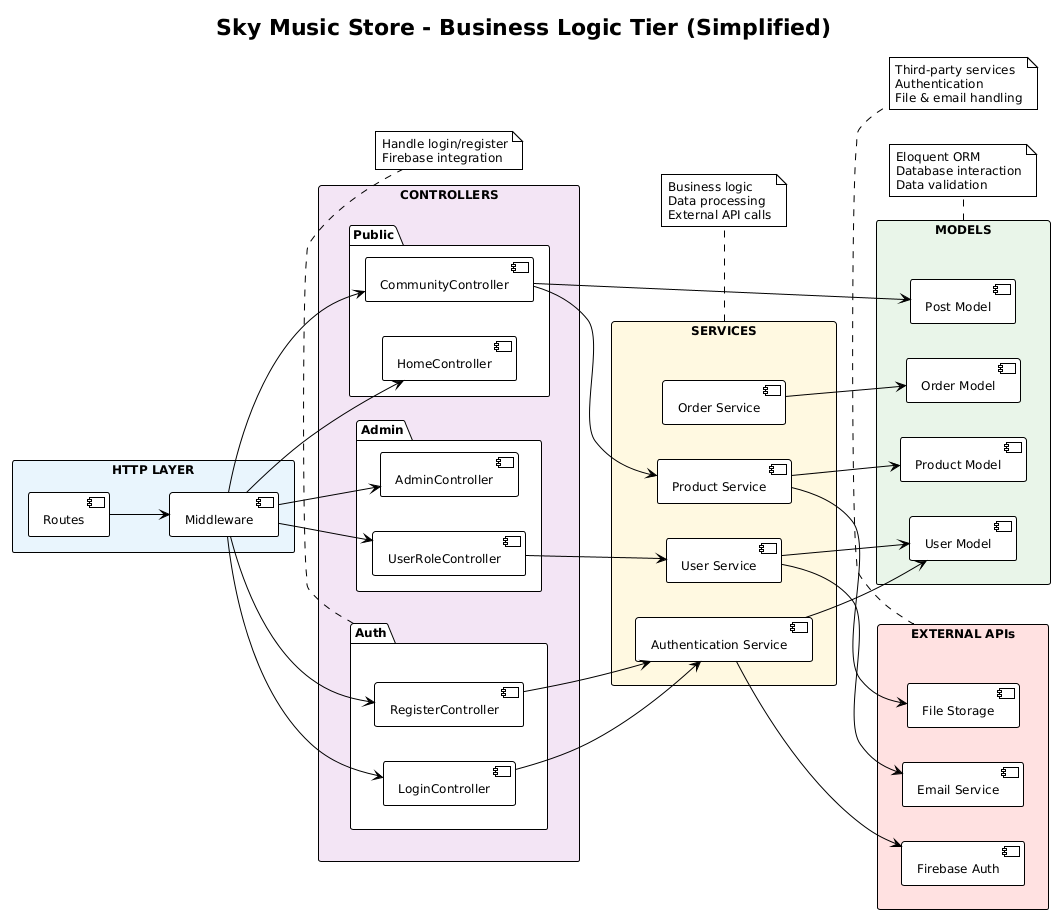 Sky Music Store - Business Logic Tier (Simplified)
Third-party services
Authentication
File & email handling
Handle login/register
Firebase integration
Eloquent ORM
Database interaction
Data validation
Business logic
Data processing
External API calls
HTTP LAYER
Routes
Middleware
CONTROLLERS
Public
CommunityController
HomeController
Admin
AdminController
UserRoleController
Auth
RegisterController
LoginController
SERVICES
Order Service
Product Service
User Service
Authentication Service
MODELS
Post Model
Order Model
Product Model
User Model
EXTERNAL APIs
File Storage
Email Service
Firebase Auth